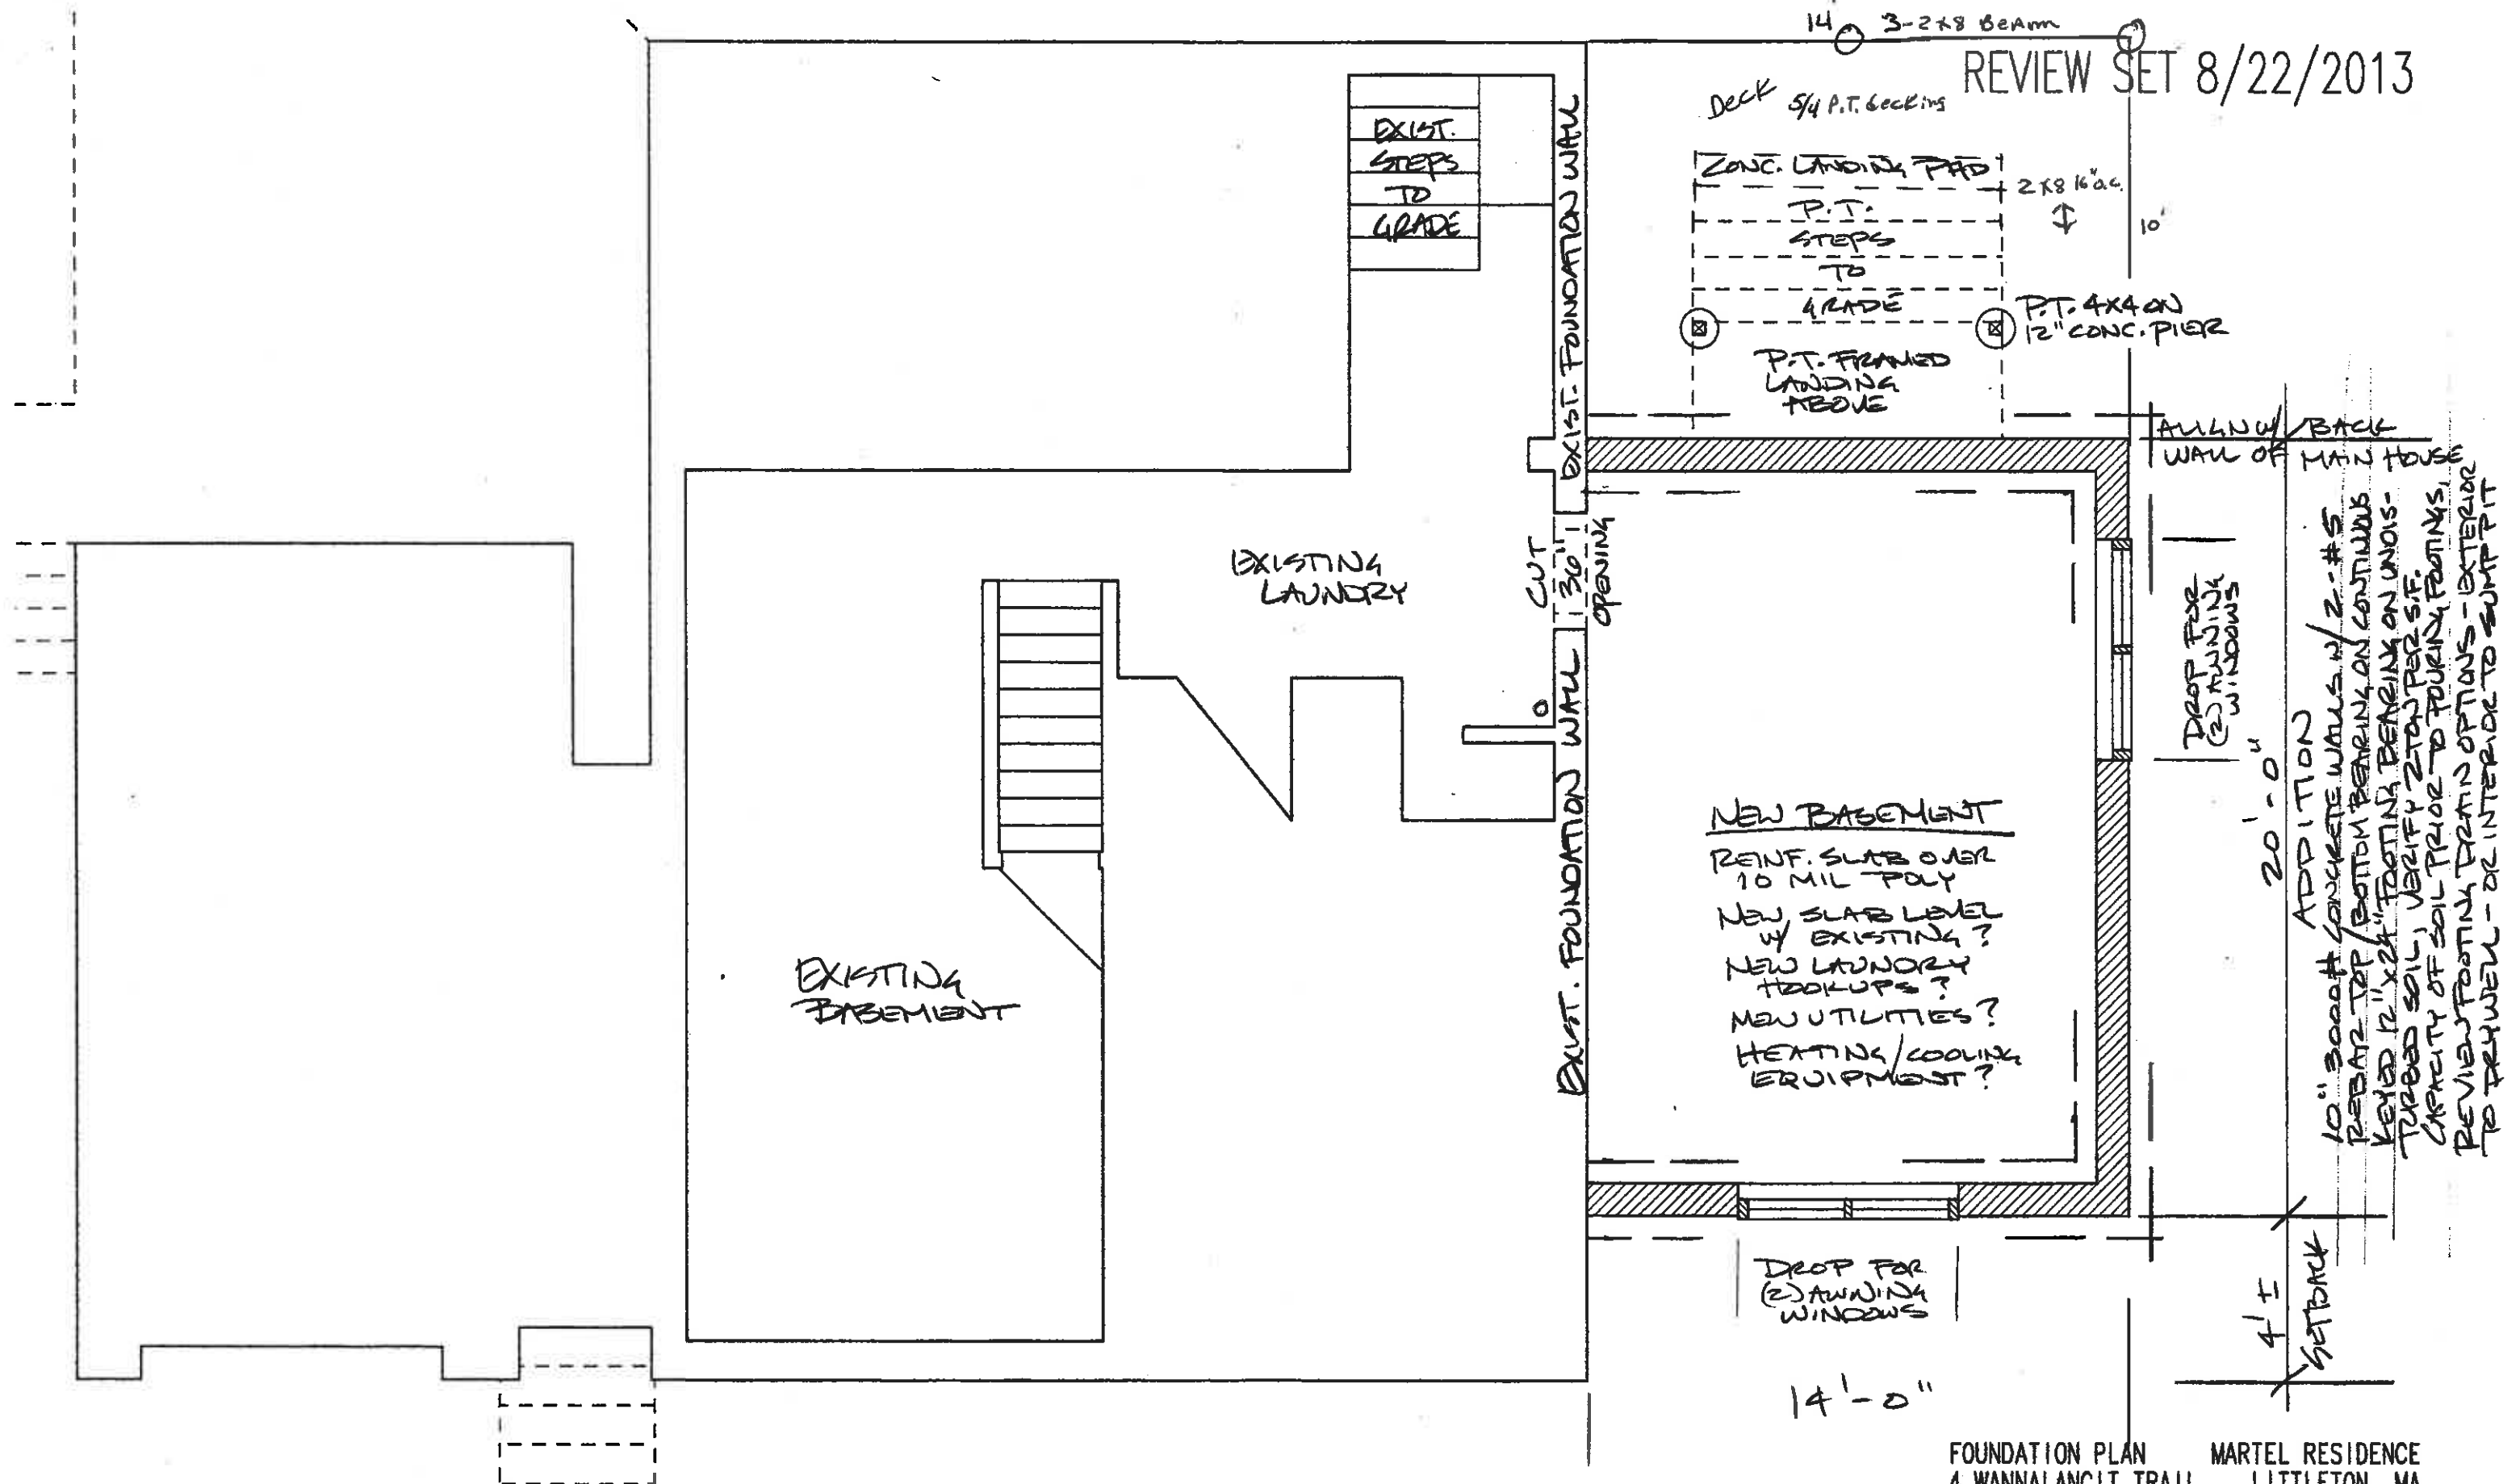 14 3-2x8 Beam
REVIEW SET 8/22/2013
Deck 5/4 P.T. decking
EXIST.
STEPS
TO
GRADE
EXIST. FOUNDATION WALL
CONC. LANDING PAD
2x8 16" o.c.
10'
P.T.
STEPS
TO
GRADE
P.T. 4x4 ON
12" CONC. PIER
P.T. FRAMED
LANDING
ABOVE
ALIGN W/ BACK
WALL OF MAIN HOUSE
EXISTING
LAUNDRY
CUT
36"
OPENING
DROP FOR
(2) AWNING
WINDOWS
EXIST. FOUNDATION WALL
NEW BASEMENT
REINF. SLAB OVER
10 MIL POLY
NEW SLAB LEVEL
W/ EXISTING?
NEW LAUNDRY
HOOKUPS?
NEW UTILITIES?
HEATING/COOLING
EQUIPMENT?
EXISTING
BASEMENT
20'-0"
ADDITION
10" 3000# CONCRETE WALLS W/ 2-#5
REBAR TOP/BOTTOM BEARING ON CONTINUOUS
KEYED 12"x24" FOOTING BEARING ON UNDIS-
TURBED SOIL, VERIFY 2 TON PER S.F.
CAPACITY OF SOIL PRIOR TO POURING FOOTINGS,
REVIEW FOOTING DRAIN OPTIONS - EXTERIOR
TO DRYWELL - OR INTERIOR TO SUMP PIT
DROP FOR
(2) AWNING
WINDOWS
4'±
SETBACK
14'-0"
FOUNDATION PLAN MARTEL RESIDENCE
4 WANNALANCIT TRAIL LITTLETON, MA